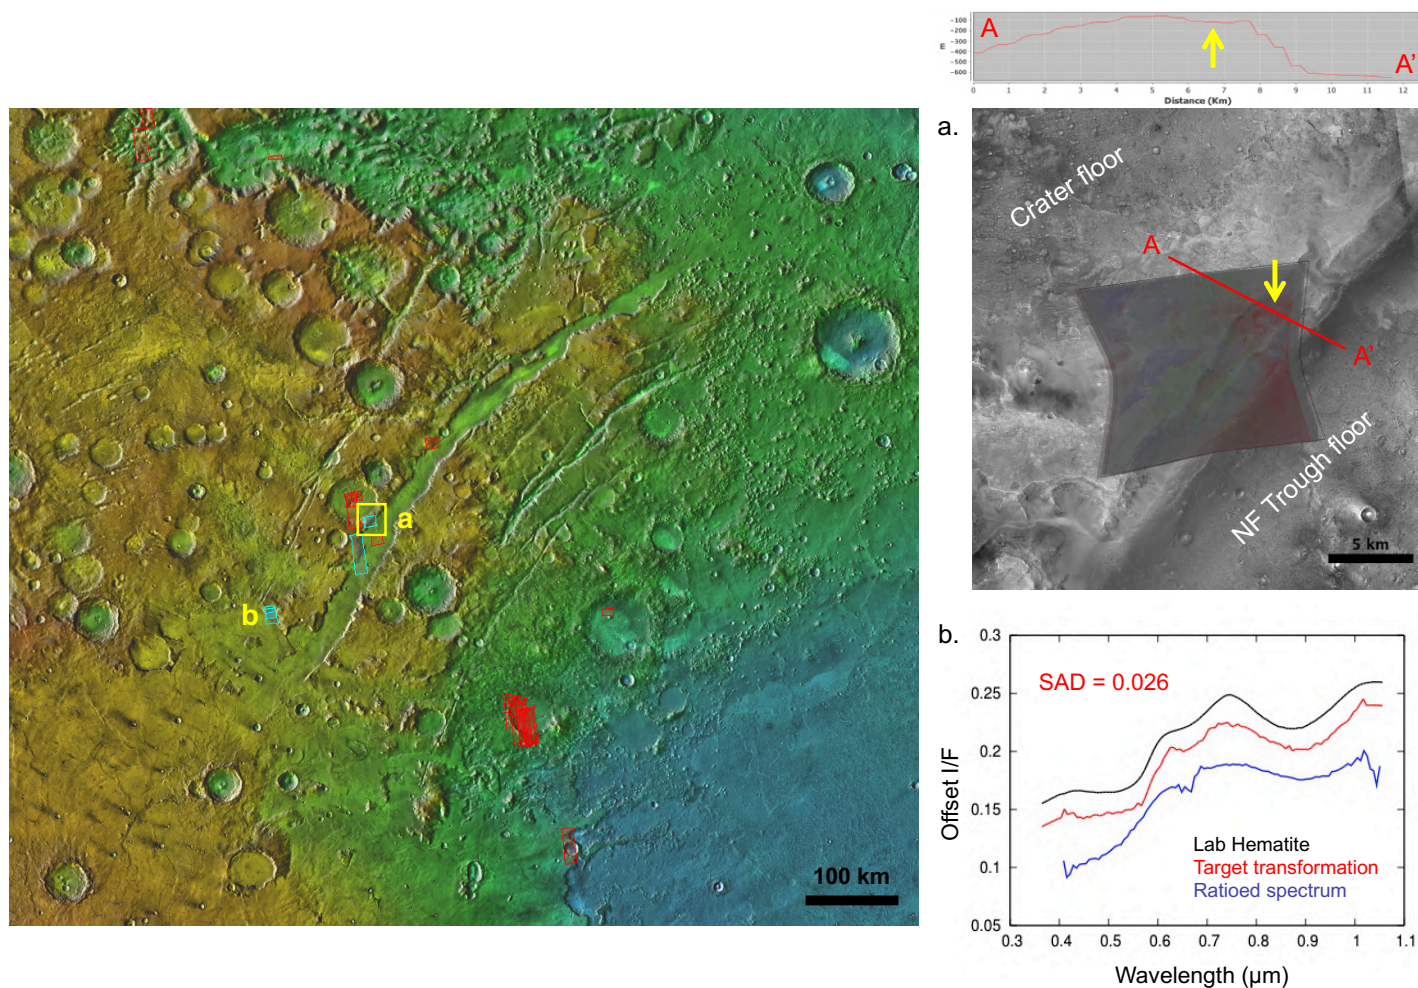 A
A'
-100
-200
-300
-400
-500
-600
m
0 1 2 3 4 5 6 7 8 9 10 11 12
Distance (Km)
a.
Crater floor
A
A'
NF Trough floor
5 km
a
b
100 km
b.
0.3
0.25
0.2
0.15
0.1
0.05
Offset I/F
SAD = 0.026
Lab Hematite
Target transformation
Ratioed spectrum
0.3 0.4 0.5 0.6 0.7 0.8 0.9 1 1.1
Wavelength (μm)